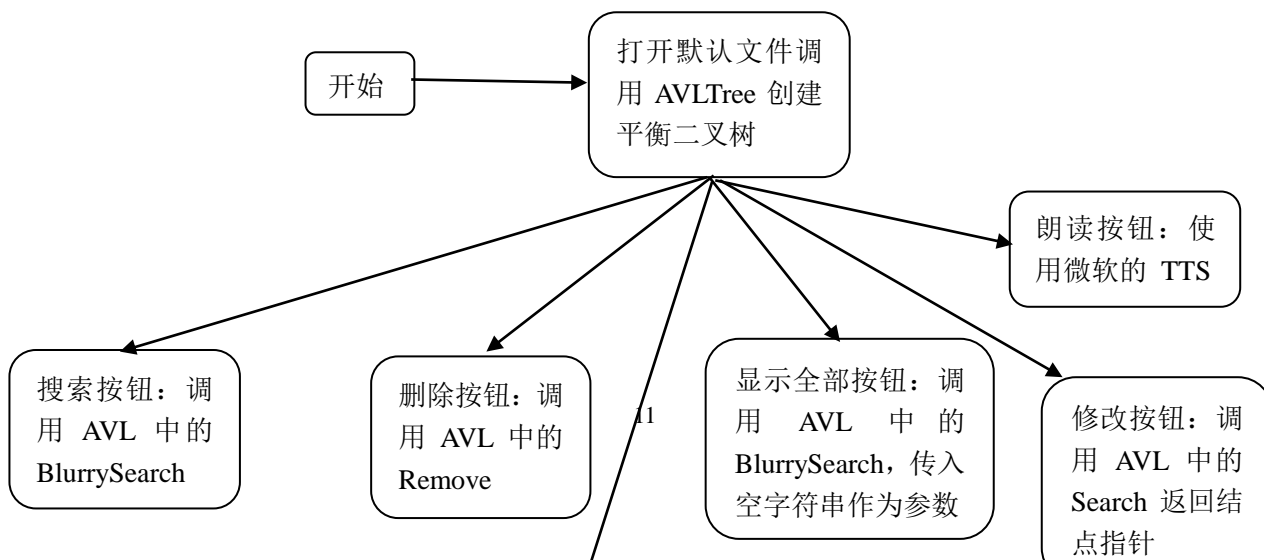 开始
打开默认文件调
用 AVLTree 创建
平衡二叉树
朗读按钮：使
用微软的 TTS
搜索按钮：调
用 AVL 中的
BlurrySearch
删除按钮：调
用 AVL 中的
Remove
11
显示全部按钮：调
用 AVL 中的
BlurrySearch，传入
空字符串作为参数
修改按钮：调
用 AVL 中的
Search 返回结
点指针